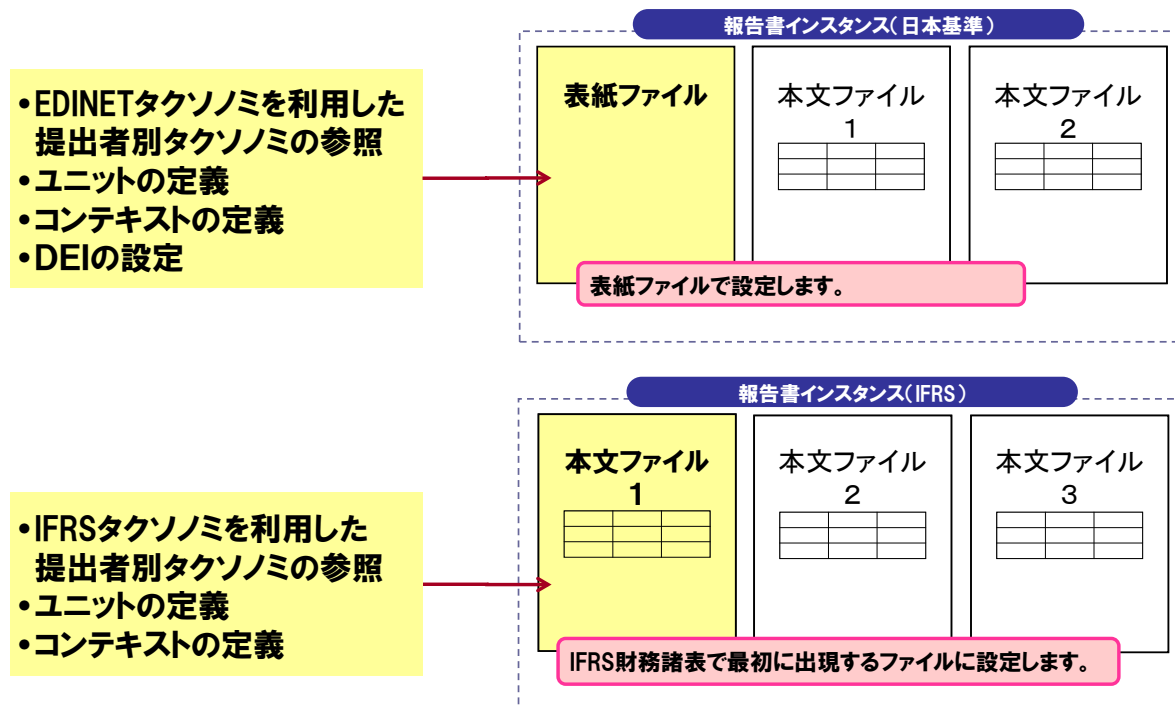 報告書インスタンス（日本基準）
•EDINETタクソノミを利用した
提出者別タクソノミの参照
•ユニットの定義
•コンテキストの定義
•DEIの設定
表紙ファイル
本文ファイル
１
本文ファイル
２
表紙ファイルで設定します。
報告書インスタンス（IFRS）
•IFRSタクソノミを利用した
提出者別タクソノミの参照
•ユニットの定義
•コンテキストの定義
本文ファイル
１
本文ファイル
２
本文ファイル
３
IFRS財務諸表で最初に出現するファイルに設定します。